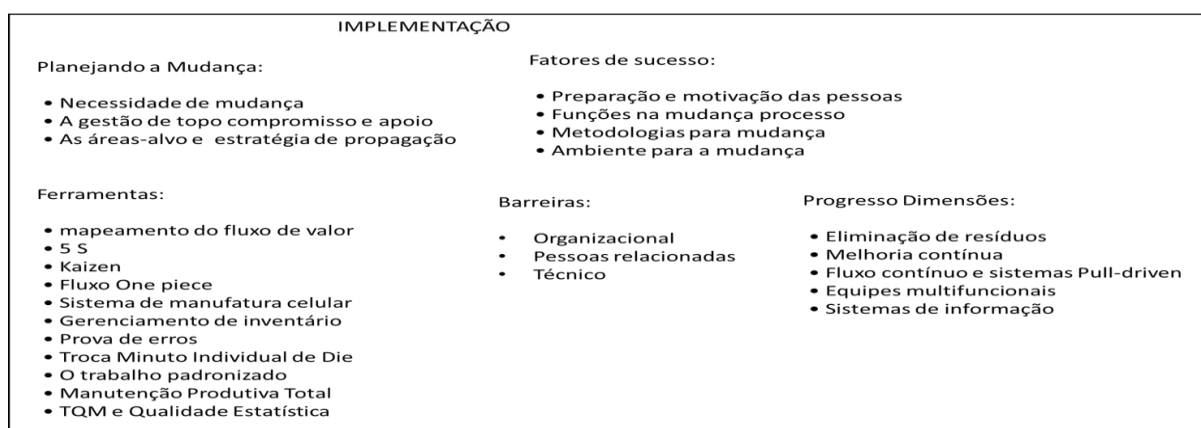 IMPLEMENTAÇÃO
Planejando a Mudança:
• Necessidade de mudança
• A gestão de topo compromisso e apoio
• As áreas-alvo e estratégia de propagação
Fatores de sucesso:
• Preparação e motivação das pessoas
• Funções na mudança processo
• Metodologias para mudança
• Ambiente para a mudança
Ferramentas:
• mapeamento do fluxo de valor
• 5 S
• Kaizen
• Fluxo One piece
• Sistema de manufatura celular
• Gerenciamento de inventário
• Prova de erros
• Troca Minuto Individual de Die
• O trabalho padronizado
• Manutenção Produtiva Total
• TQM e Qualidade Estatística
Barreiras:
• Organizacional
• Pessoas relacionadas
• Técnico
Progresso Dimensões:
• Eliminação de resíduos
• Melhoria contínua
• Fluxo contínuo e sistemas Pull-driven
• Equipes multifuncionais
• Sistemas de informação